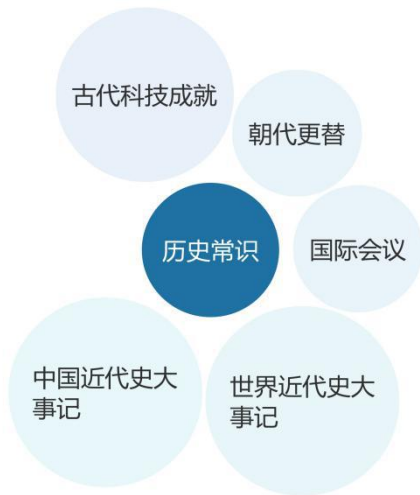 古代科技成就
朝代更替
历史常识
国际会议
中国近代史大
事记
世界近代史大
事记